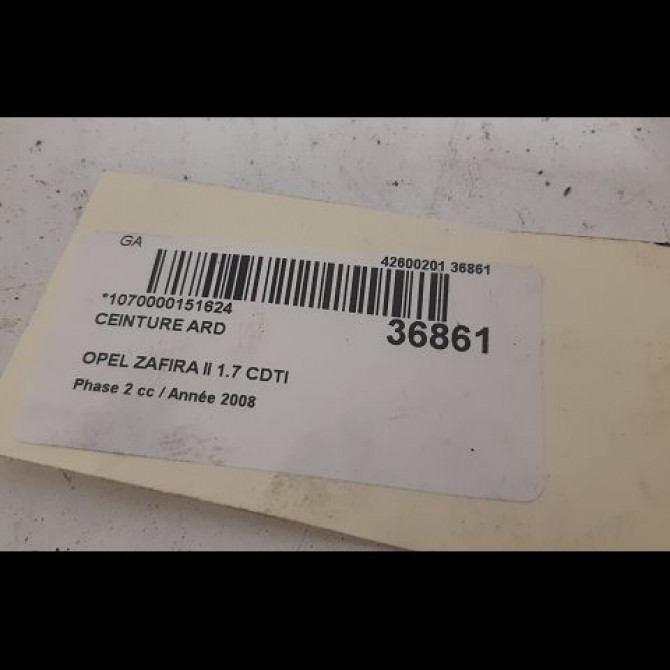 GA
42600201 36861
*1070000151624
36861
CEINTURE ARD
OPEL ZAFIRA II 1.7 CDTI
Phase 2 cc / Année 2008